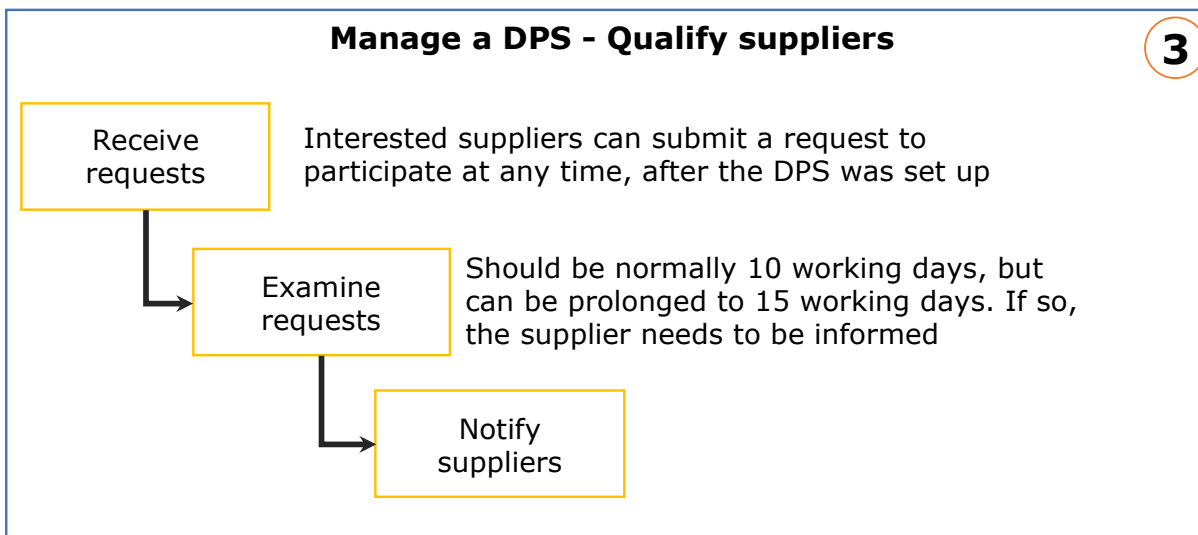 Manage a DPS - Qualify suppliers
3
Receive
requests
Interested suppliers can submit a request to
participate at any time, after the DPS was set up
Examine
requests
Should be normally 10 working days, but
can be prolonged to 15 working days. If so,
the supplier needs to be informed
Notify
suppliers